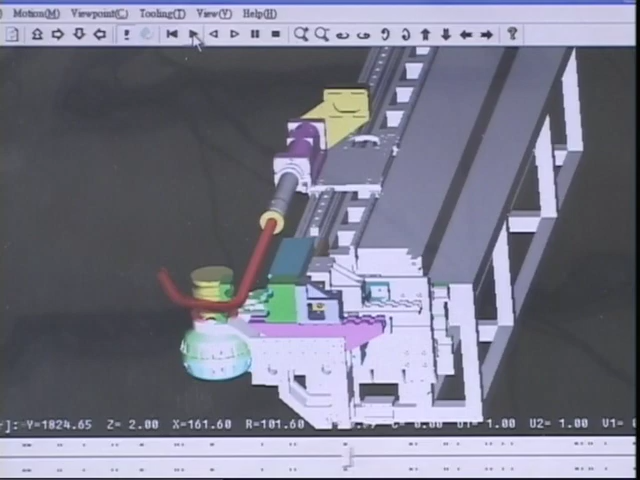 Motion(M) Viewpoint(C) Tooling(T) View(V) Help(H)
Y=1824.65 Z= 2.00 X=161.60 R=101.60 C= 0.00 U1= 1.00 U2= 1.00 V1=